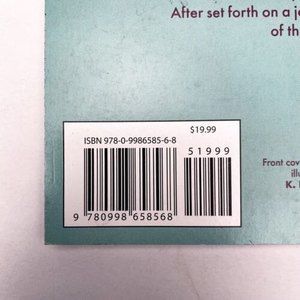 After set forth on a j
of th
$19.99
ISBN 978-0-9986585-6-8
51999
9 780998 658568
Front cov
ill
K.